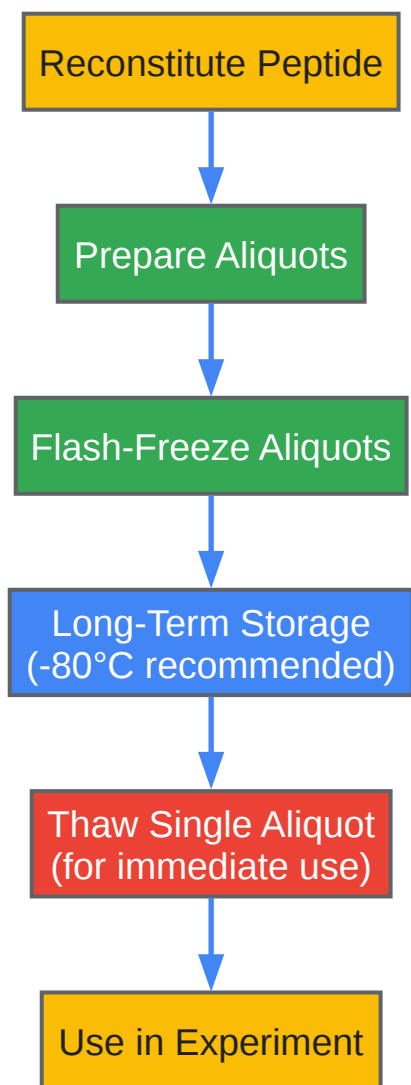 Reconstitute Peptide
Prepare Aliquots
Flash-Freeze Aliquots
Long-Term Storage
(-80°C recommended)
Thaw Single Aliquot
(for immediate use)
Use in Experiment